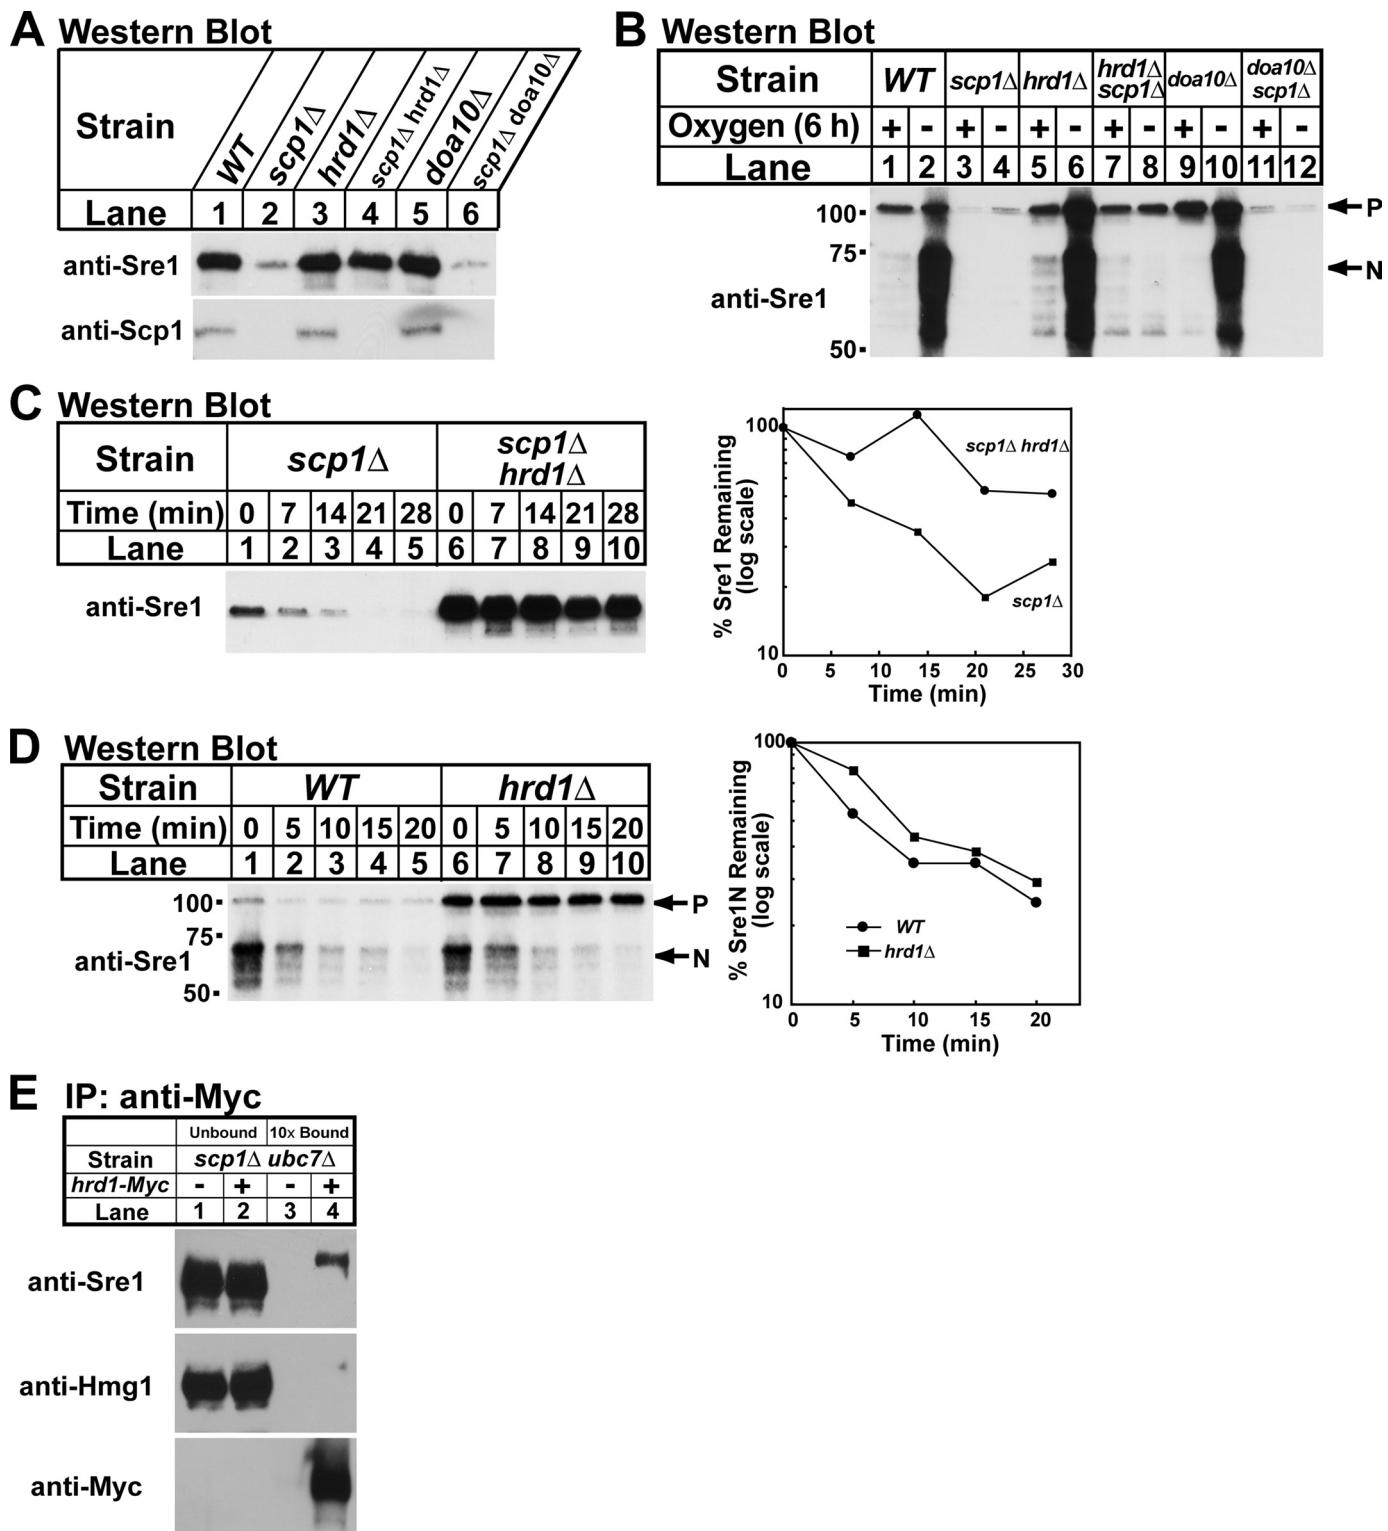 A Western Blot
Strain
WT
scp1Δ
hrd1Δ
scp1Δ hrd1Δ
doa10Δ
scp1Δ doa10Δ
Lane 1 2 3 4 5 6
anti-Sre1
anti-Scp1
B Western Blot
Strain WT scp1Δ hrd1Δ hrd1Δ scp1Δ doa10Δ doa10Δ scp1Δ
Oxygen (6 h) + - + - + - + - + - + -
Lane 1 2 3 4 5 6 7 8 9 10 11 12
100
P
75
N
anti-Sre1
50
C Western Blot
Strain scp1Δ scp1Δ hrd1Δ
Time (min) 0 7 14 21 28 0 7 14 21 28
Lane 1 2 3 4 5 6 7 8 9 10
anti-Sre1
% Sre1 Remaining
(log scale)
100
scp1Δ hrd1Δ
scp1Δ
10
0 5 10 15 20 25 30
Time (min)
D Western Blot
Strain WT hrd1Δ
Time (min) 0 5 10 15 20 0 5 10 15 20
Lane 1 2 3 4 5 6 7 8 9 10
100
P
75
anti-Sre1
N
50
% Sre1N Remaining
(log scale)
100
WT
hrd1Δ
10
0 5 10 15 20
Time (min)
E IP: anti-Myc
Unbound 10x Bound
Strain scp1Δ ubc7Δ
hrd1-Myc - + - +
Lane 1 2 3 4
anti-Sre1
anti-Hmg1
anti-Myc